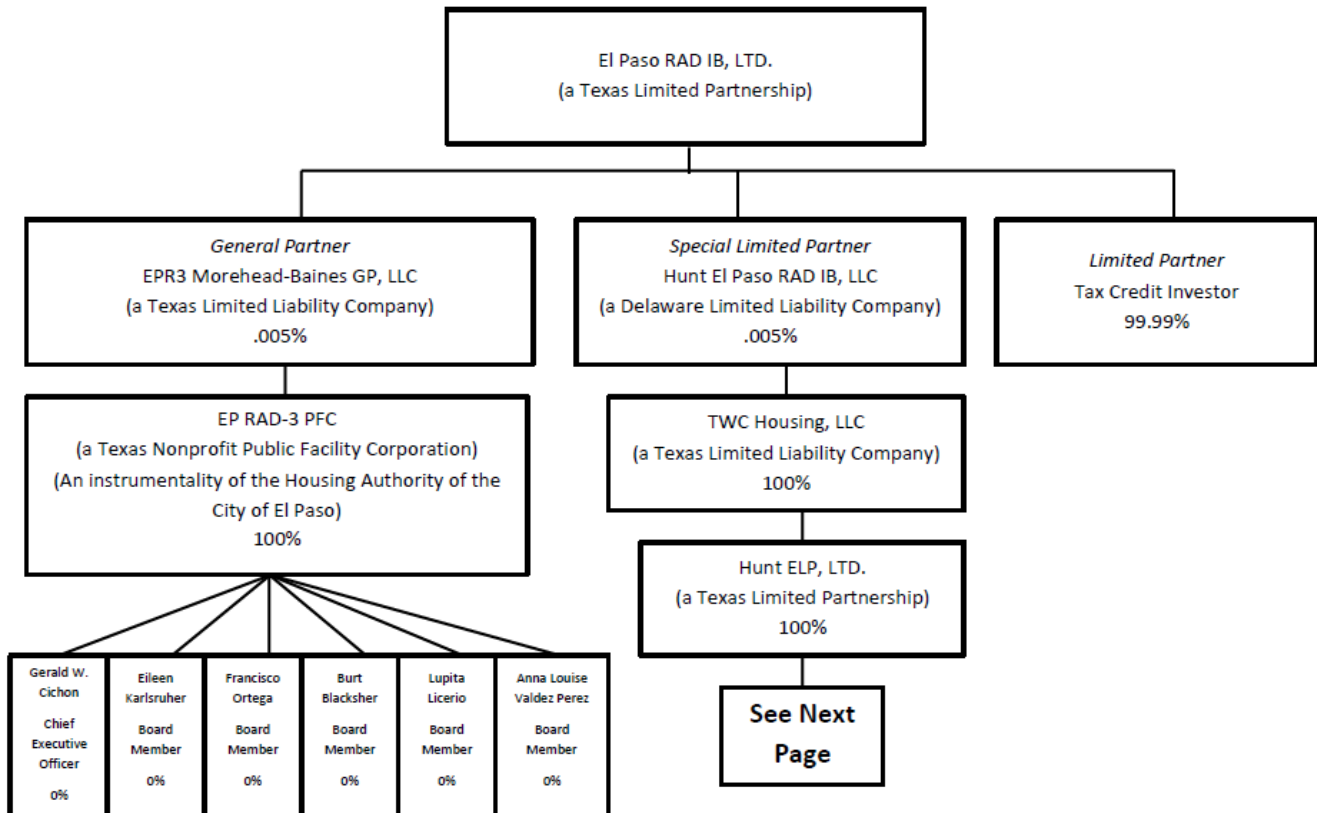 El Paso RAD IB, LTD.
(a Texas Limited Partnership)
General Partner
EPR3 Morehead-Baines GP, LLC
(a Texas Limited Liability Company)
.005%
Special Limited Partner
Hunt El Paso RAD IB, LLC
(a Delaware Limited Liability Company)
.005%
Limited Partner
Tax Credit Investor
99.99%
EP RAD-3 PFC
(a Texas Nonprofit Public Facility Corporation)
(An instrumentality of the Housing Authority of the
City of El Paso)
100%
TWC Housing, LLC
(a Texas Limited Liability Company)
100%
Hunt ELP, LTD.
(a Texas Limited Partnership)
100%
Gerald W.
Cichon
Chief
Executive
Officer
0%
Eileen
Karlsruher
Board
Member
0%
Francisco
Ortega
Board
Member
0%
Burt
Blacksher
Board
Member
0%
Lupita
Licerio
Board
Member
0%
Anna Louise
Valdez Perez
Board
Member
0%
See Next
Page